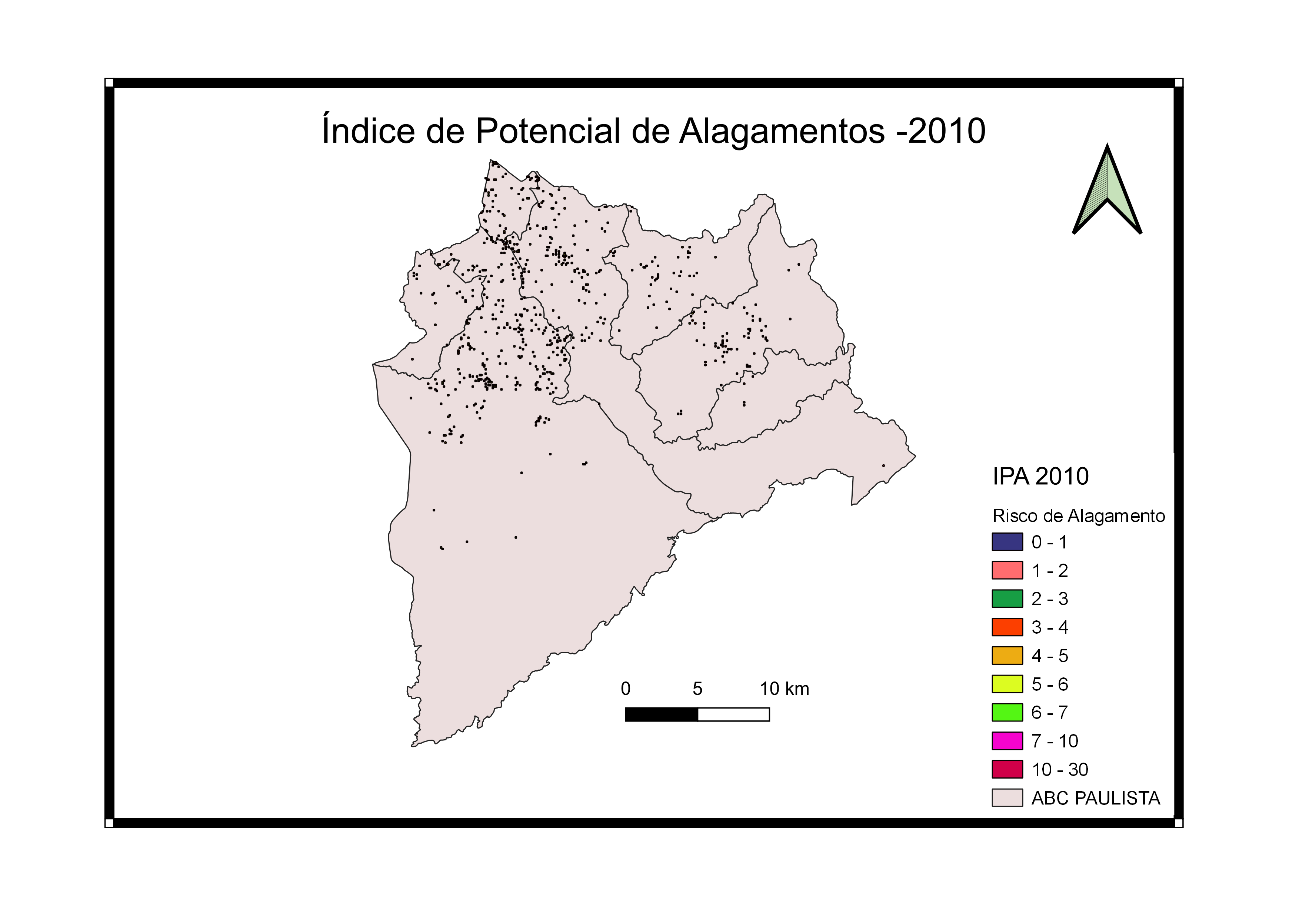 Índice de Potencial de Alagamentos -2010
IPA 2010
Risco de Alagamento
0 - 1
1 - 2
2 - 3
3 - 4
4 - 5
5 - 6
6 - 7
7 - 10
10 - 30
ABC PAULISTA
0 5 10 km